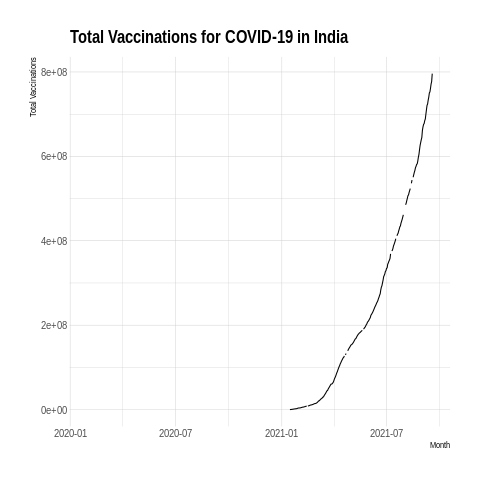 Total Vaccinations for COVID-19 in India
Total Vaccinations
8e+08
6e+08
4e+08
2e+08
0e+00
2020-01 2020-07 2021-01 2021-07
Month